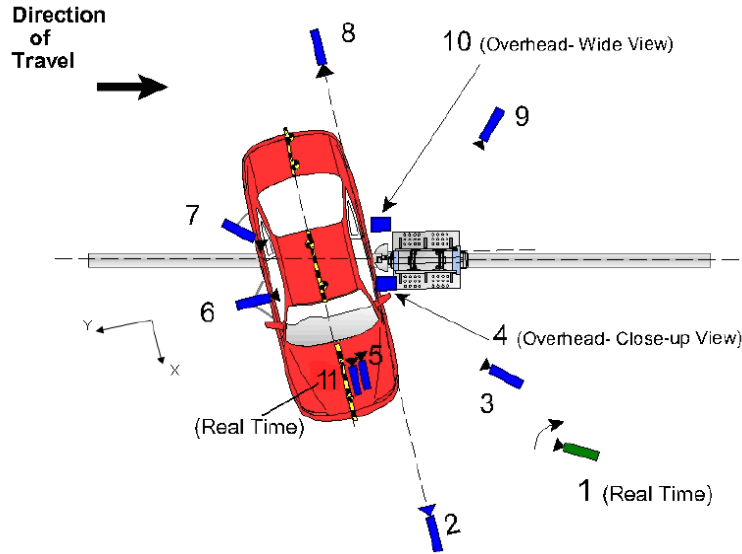 Direction
of
Travel
8
10 (Overhead- Wide View)
9
7
6
Y
X
4 (Overhead- Close-up View)
5
11
3
(Real Time)
1 (Real Time)
2